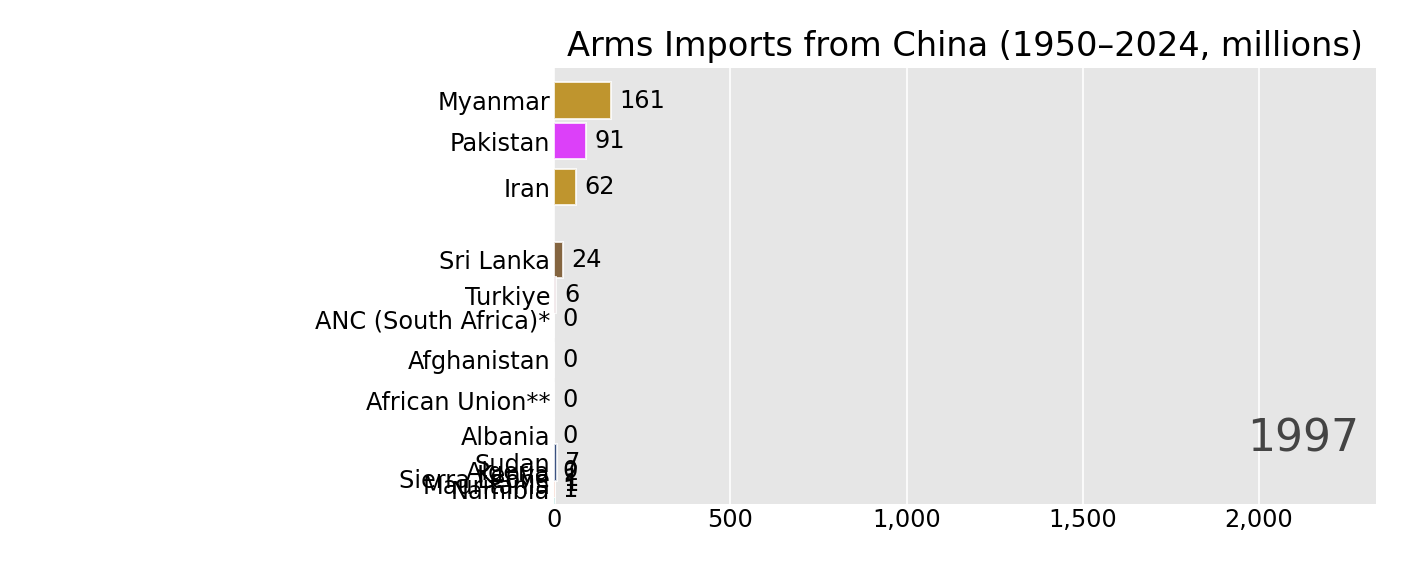 Arms Imports from China (1950–2024, millions)
Myanmar 161
Pakistan 91
Iran 62
Sri Lanka 24
Turkiye 6
ANC (South Africa)* 0
Afghanistan 0
African Union** 0
Albania 0
1997
Sudan 7
Namibia 1
0 500 1,000 1,500 2,000